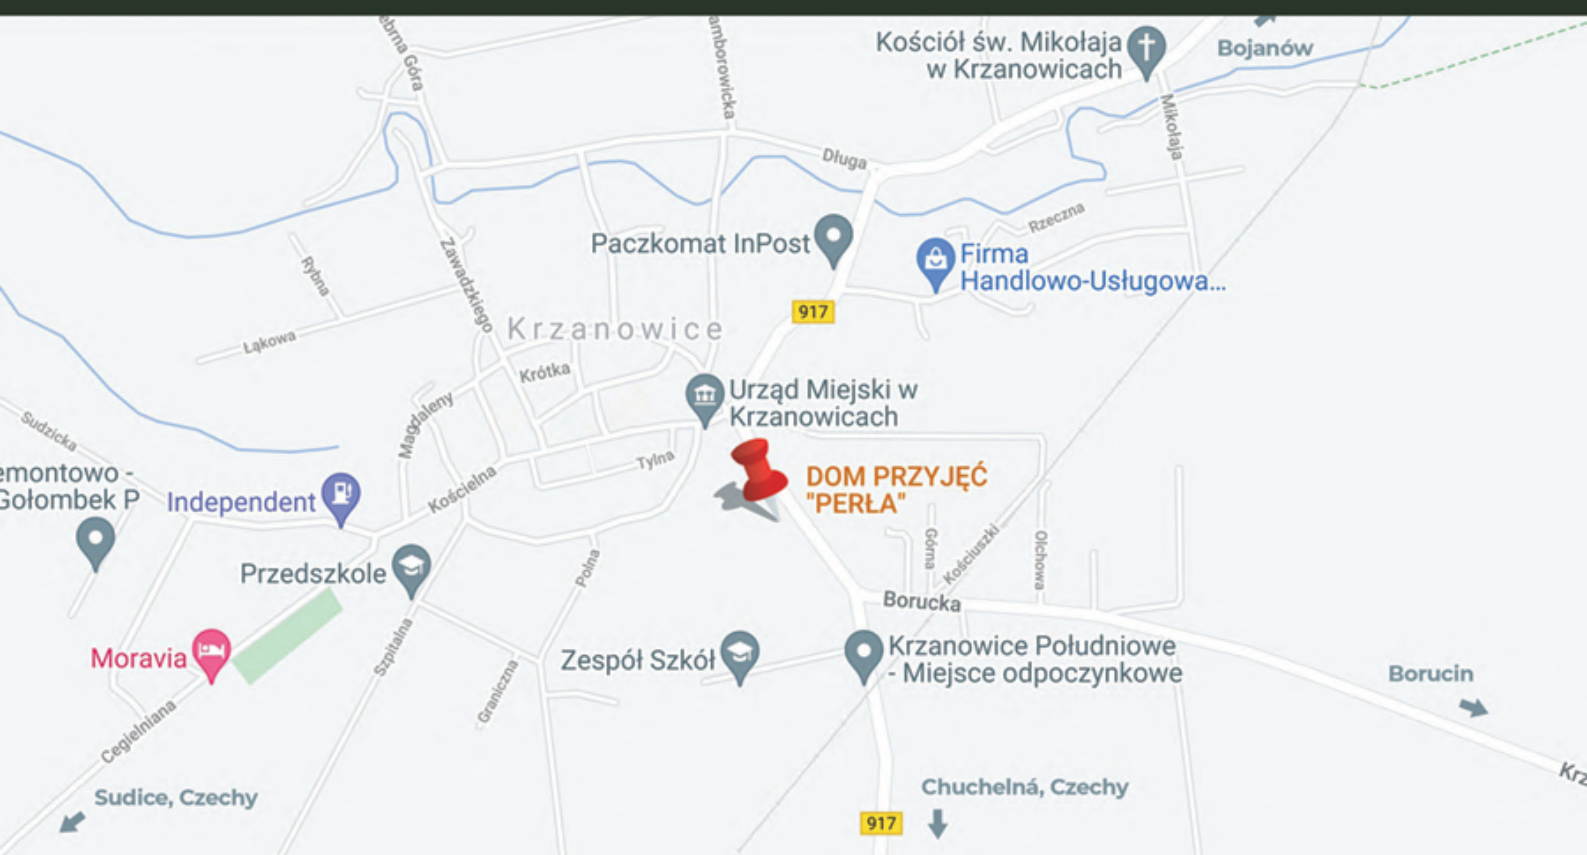 Kościół św. Mikołaja
w Krzanowicach
Bojanów
Mikołaja
Długa
Paczkomat InPost
Rzeczna
Firma
Handlowo-Usługowa...
Zawadzkiego
Rybna
Łąkowa
917
Krzanowice
Krótka
Urząd Miejski w
Krzanowicach
Magdaleny
Sudzicka
Tylna
Kościelna
DOM PRZYJĘĆ
"PERŁA"
Gołombek P
Independent
Górna
Kościuszki
Olchowa
Przedszkole
Polna
Borucka
Moravia
Szpitalna
Zespół Szkół
Graniczna
Krzanowice Południowe
- Miejsce odpoczynkowe
Borucin
Cegielniana
Sudice, Czechy
Chuchelná, Czechy
917